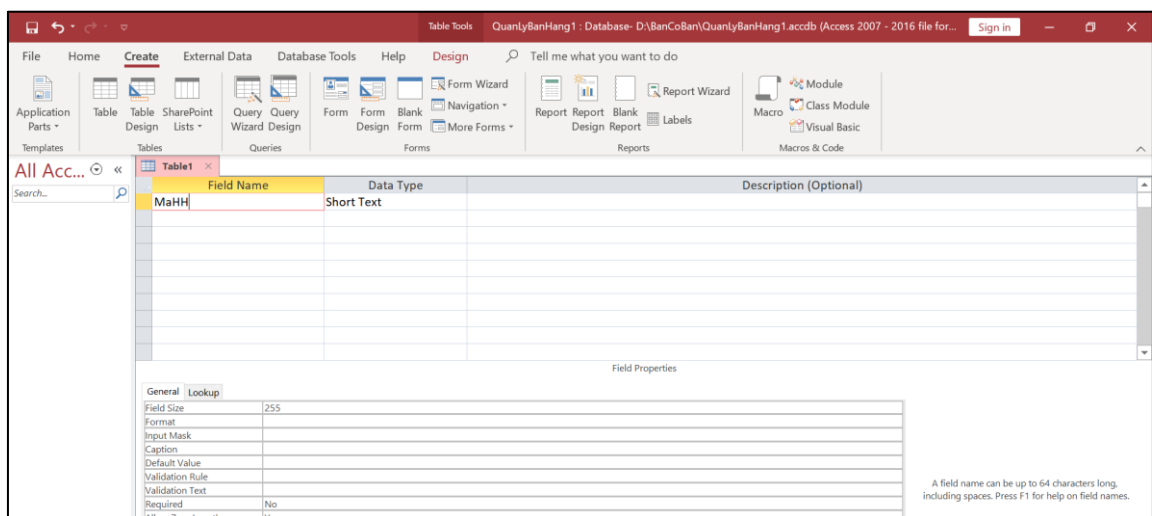 Table Tools QuanLyBanHang1 : Database- D:\BanCoBan\QuanLyBanHang1.accdb (Access 2007 - 2016 file for... Sign in
File Home Create External Data Database Tools Help Design Tell me what you want to do
Application Parts
Table
Table Design
SharePoint Lists
Templates
Tables
Query Wizard
Query Design
Queries
Form
Form Design
Blank Form
Form Wizard
Navigation
More Forms
Forms
Report
Report Design
Blank Report
Report Wizard
Labels
Reports
Macro
Module
Class Module
Visual Basic
Macros & Code
All Acc...
Search...
Table1
Field Name Data Type Description (Optional)
MaHH Short Text
Field Properties
General Lookup
Field Size 255
Format
Input Mask
Caption
Default Value
Validation Rule
Validation Text
Required No
A field name can be up to 64 characters long,
including spaces. Press F1 for help on field names.